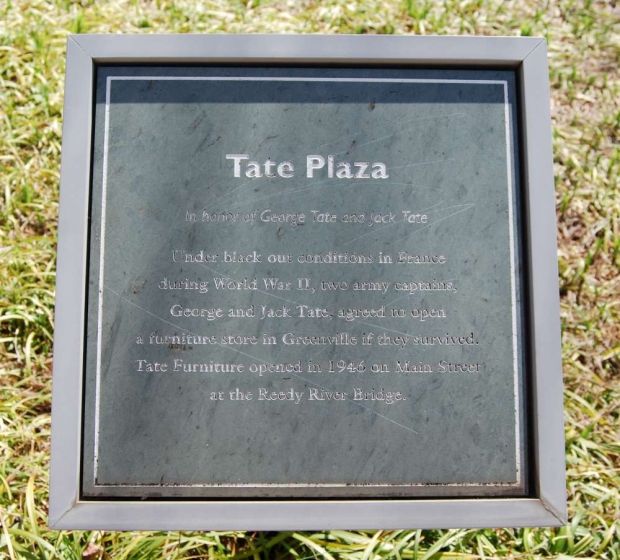 Tate Plaza
In honor of George Tate and Jack Tate
Under black out conditions in France
during World War II, two army captains,
George and Jack Tate, agreed to open
a furniture store in Greenville if they survived.
Tate Furniture opened in 1946 on Main Street
at the Reedy River Bridge.